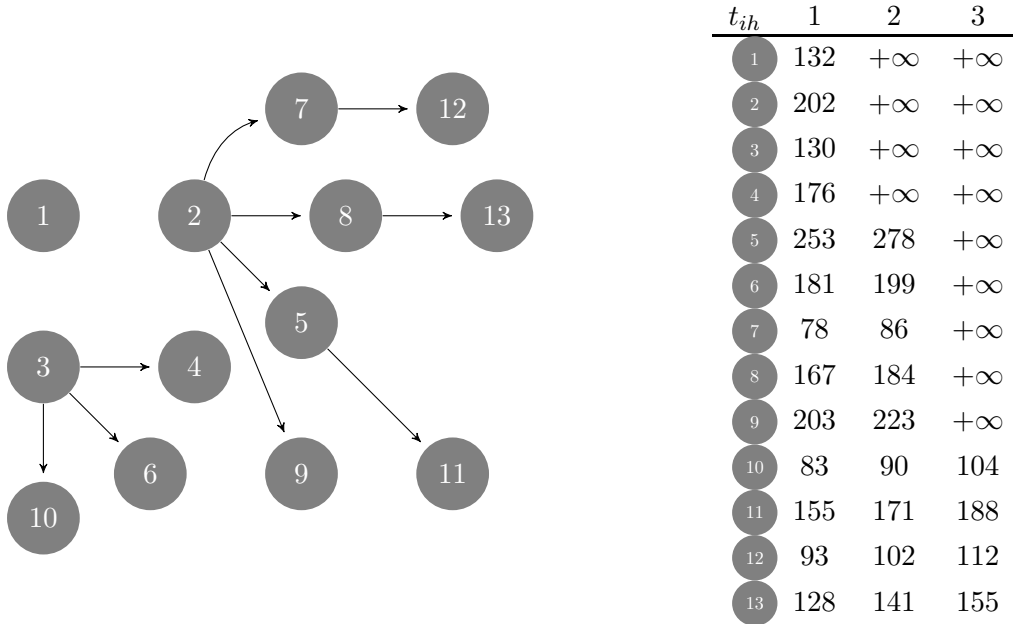 7 12
1 2 8 13
5
3 4
6 9 11
10
t_{ih} 1 2 3
1 132 +∞ +∞
2 202 +∞ +∞
3 130 +∞ +∞
4 176 +∞ +∞
5 253 278 +∞
6 181 199 +∞
7 78 86 +∞
8 167 184 +∞
9 203 223 +∞
10 83 90 104
11 155 171 188
12 93 102 112
13 128 141 155